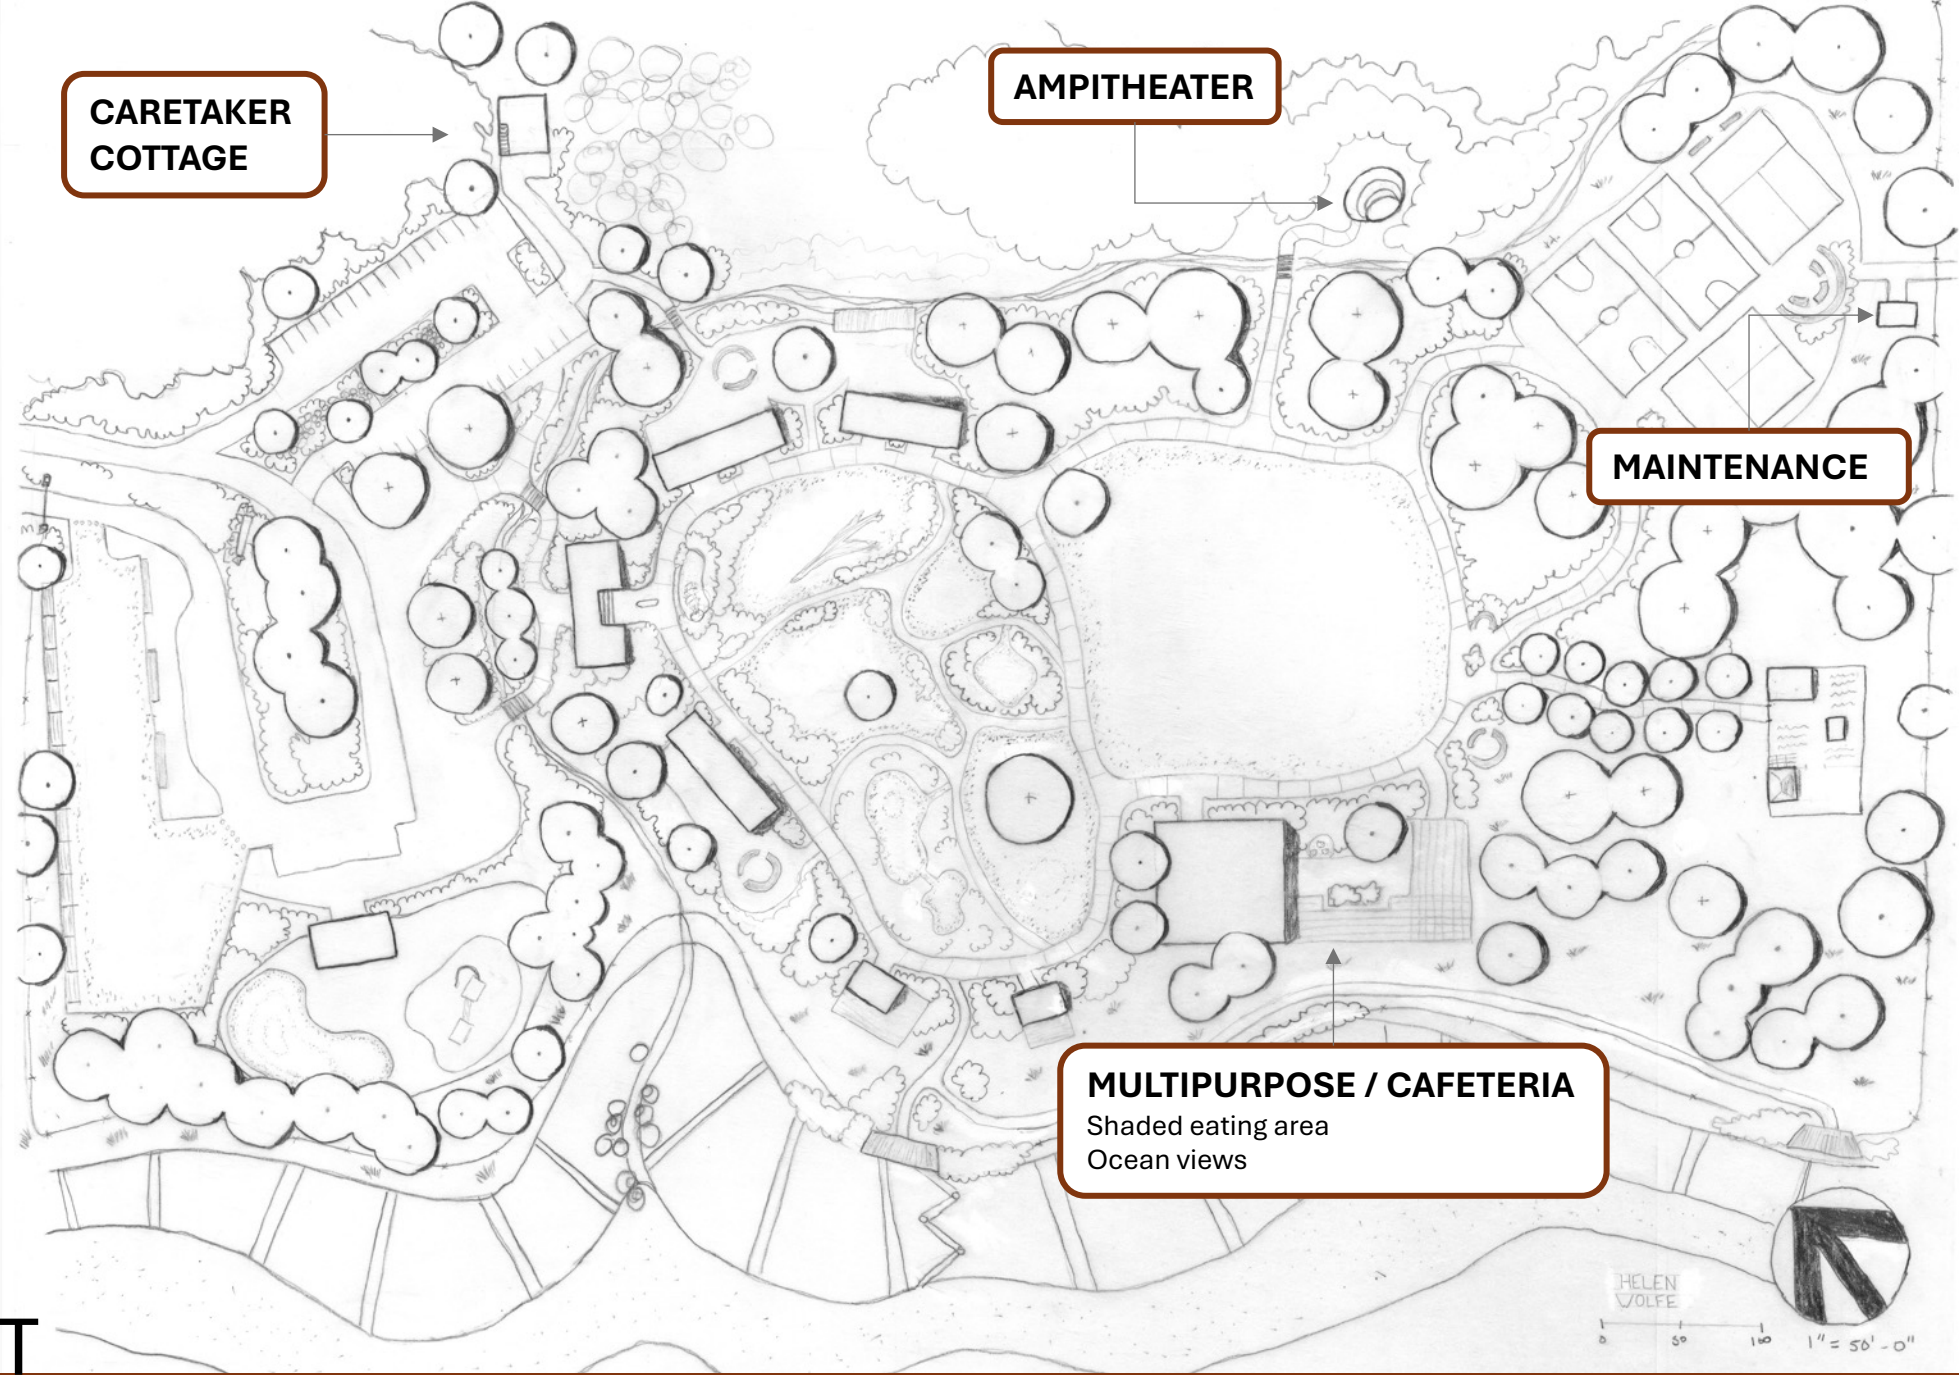 CARETAKER
COTTAGE
AMPITHEATER
MAINTENANCE
MULTIPURPOSE / CAFETERIA
Shaded eating area
Ocean views
HELEN
WOLFE
0 50 100
1" = 50' - 0"
T